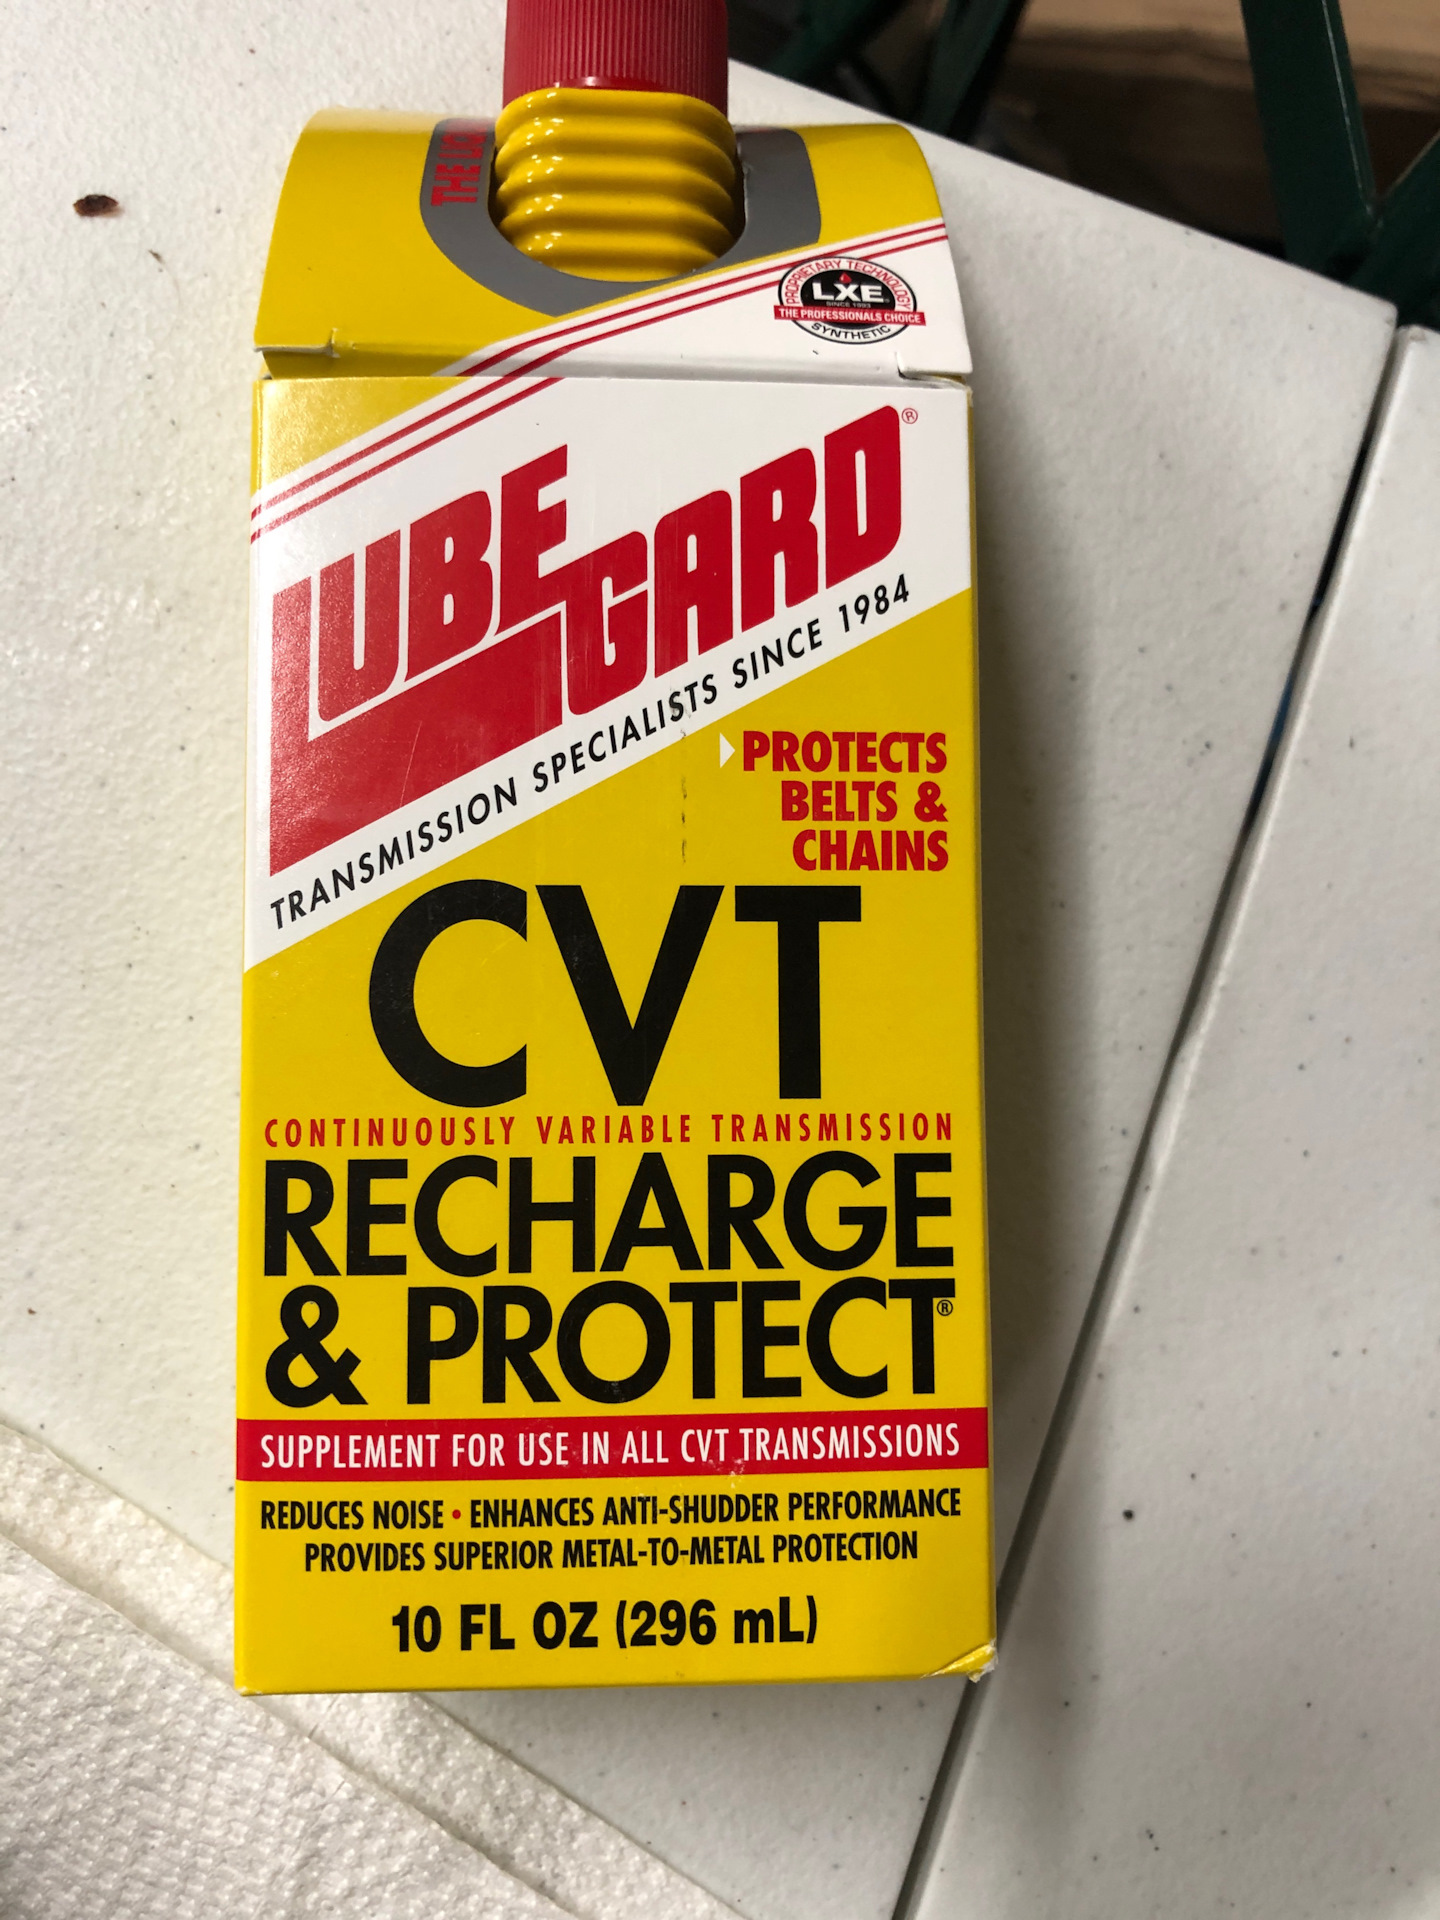 PROPRIETARY TECHNOLOGY
LXE
SINCE 1993
THE PROFESSIONALS CHOICE
SYNTHETIC
THE
LUBEGARD®
TRANSMISSION SPECIALISTS SINCE 1984
PROTECTS
BELTS &
CHAINS
CVT
CONTINUOUSLY VARIABLE TRANSMISSION
RECHARGE
& PROTECT®
SUPPLEMENT FOR USE IN ALL CVT TRANSMISSIONS
REDUCES NOISE • ENHANCES ANTI-SHUDDER PERFORMANCE
PROVIDES SUPERIOR METAL-TO-METAL PROTECTION
10 FL OZ (296 mL)